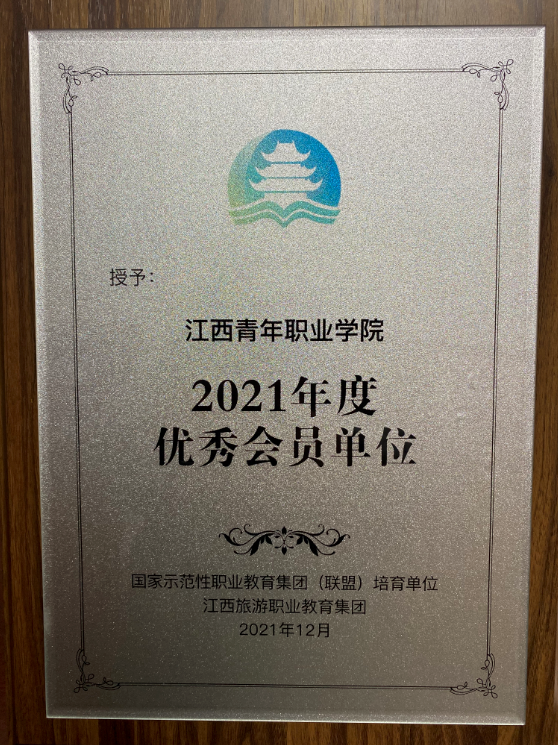 授予：
江西青年职业学院
2021年度
优秀会员单位
国家示范性职业教育集团（联盟）培育单位
江西旅游职业教育集团
2021年12月